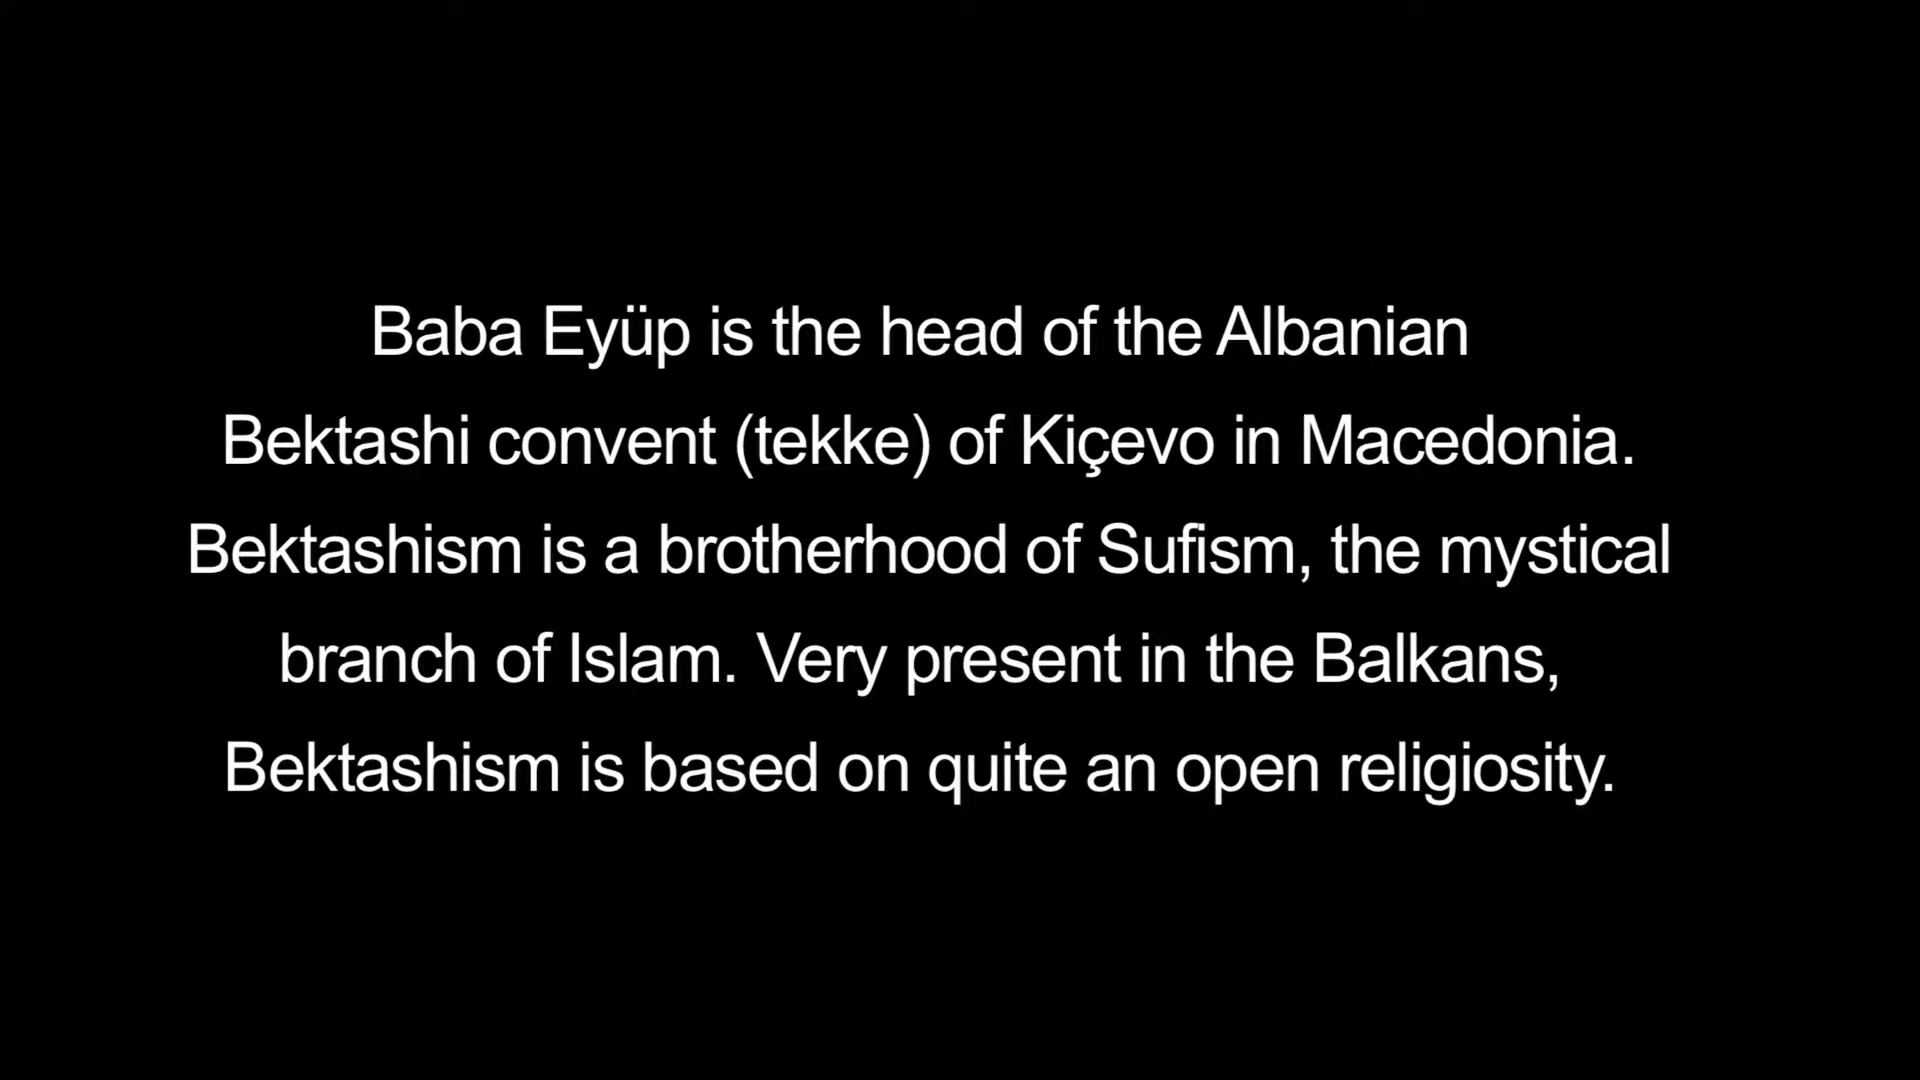 Baba Eyüp is the head of the Albanian
Bektashi convent (tekke) of Kiçevo in Macedonia.
Bektashism is a brotherhood of Sufism, the mystical
branch of Islam. Very present in the Balkans,
Bektashism is based on quite an open religiosity.